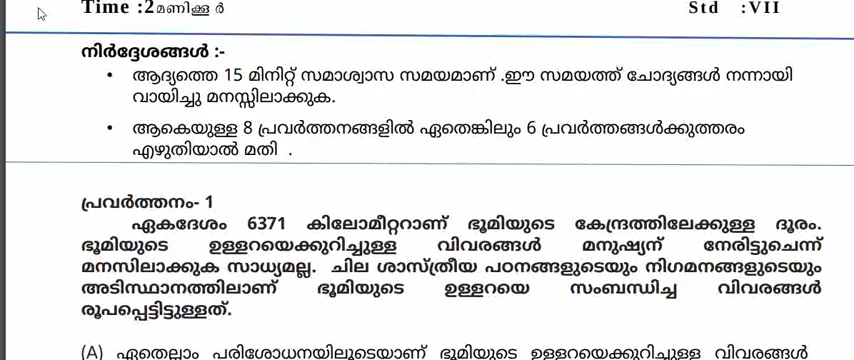 Time :2മണിക്കൂർ Std :VII
നിർദ്ദേശങ്ങൾ :-
• ആദ്യത്തെ 15 മിനിറ്റ് സമാശ്വാസ സമയമാണ് .ഈ സമയത്ത് ചോദ്യങ്ങൾ നന്നായി
വായിച്ചു മനസ്സിലാക്കുക.
• ആകെയുള്ള 8 പ്രവർത്തനങ്ങളിൽ ഏതെങ്കിലും 6 പ്രവർത്തങ്ങൾക്കുത്തരം
എഴുതിയാൽ മതി .
പ്രവർത്തനം- 1
ഏകദേശം 6371 കിലോമീറ്ററാണ് ഭൂമിയുടെ കേന്ദ്രത്തിലേക്കുള്ള ദൂരം.
ഭൂമിയുടെ ഉള്ളറയെക്കുറിച്ചുള്ള വിവരങ്ങൾ മനുഷ്യന് നേരിട്ടുചെന്ന്
മനസിലാക്കുക സാധ്യമല്ല. ചില ശാസ്ത്രീയ പഠനങ്ങളുടെയും നിഗമനങ്ങളുടെയും
അടിസ്ഥാനത്തിലാണ് ഭൂമിയുടെ ഉള്ളറയെ സംബന്ധിച്ച വിവരങ്ങൾ
രൂപപ്പെട്ടിട്ടുള്ളത്.
(A) ഏതെല്ലാം പരിശോധനയിലൂടെയാണ് ഭൂമിയുടെ ഉള്ളറയെക്കുറിച്ചുള്ള വിവരങ്ങൾ